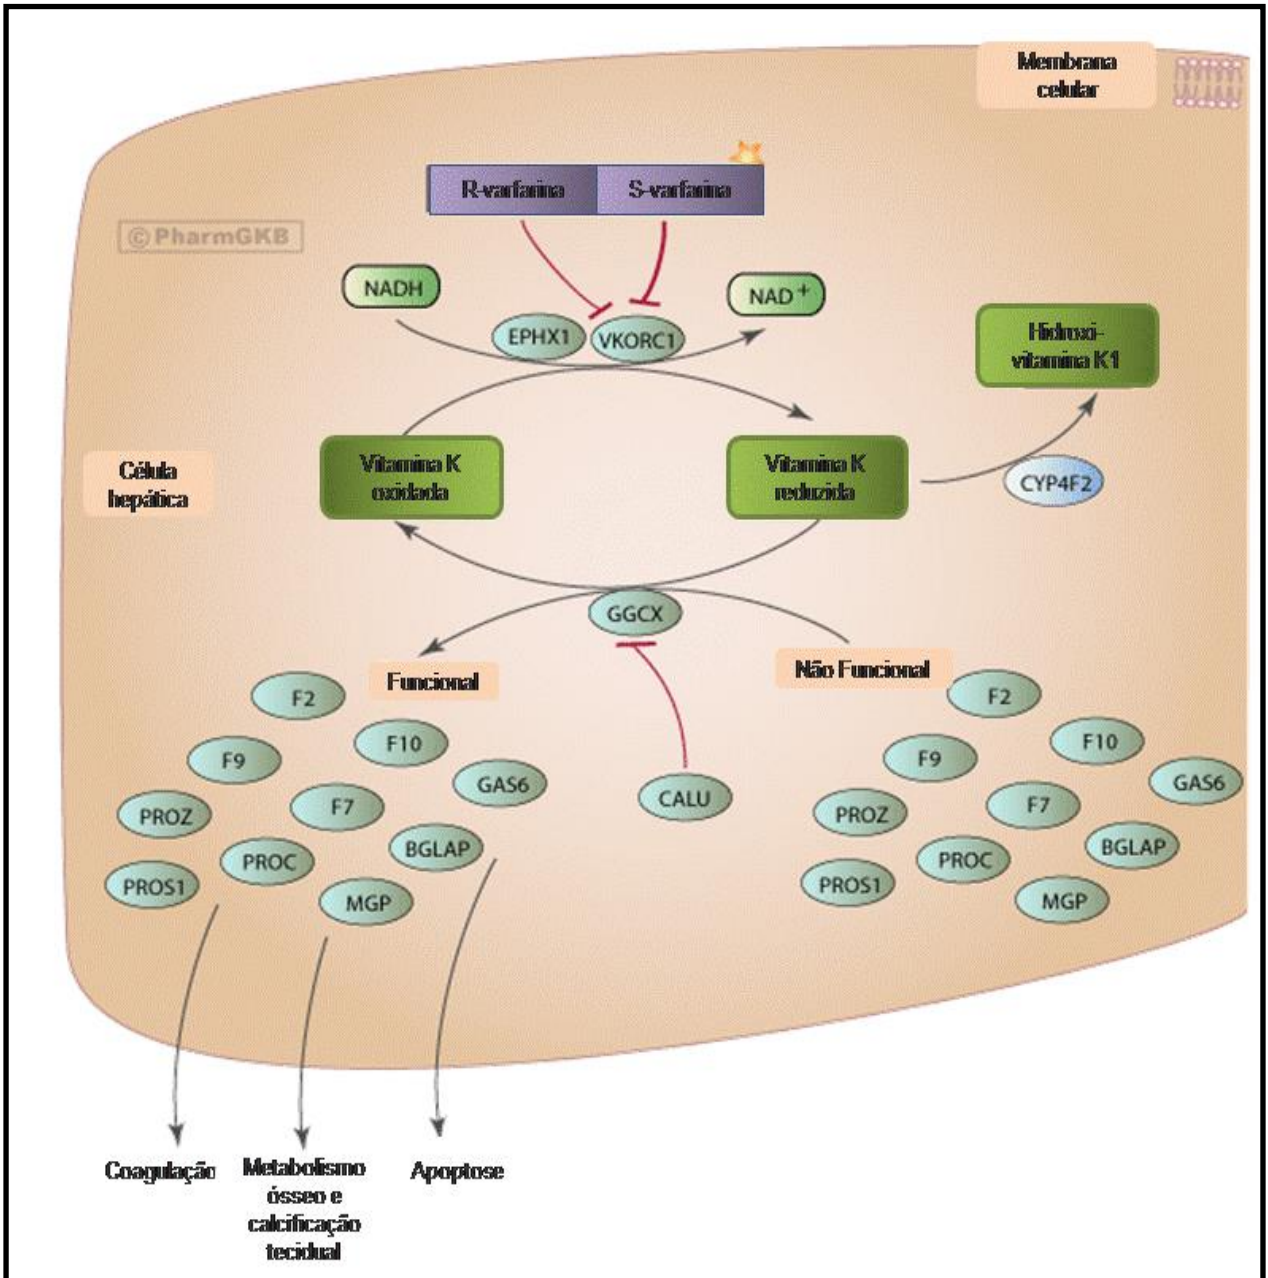 Membrana
celular
R-varfarina
S-varfarina
© PharmGKB
NADH
NAD +
EPHX1
VKORC1
Hidroxi-
vitamina K1
Célula
hepática
Vitamina K
oxidada
Vitamina K
reduzida
CYP4F2
GGCX
Funcional
Não Funcional
F2
F10
F9
GAS6
F7
PROZ
BGLAP
PROC
PROS1
MGP
CALU
F2
F10
F9
GAS6
F7
PROZ
BGLAP
PROC
PROS1
MGP
Coagulação
Metabolismo
ósseo e
calcificação
tecidual
Apoptose